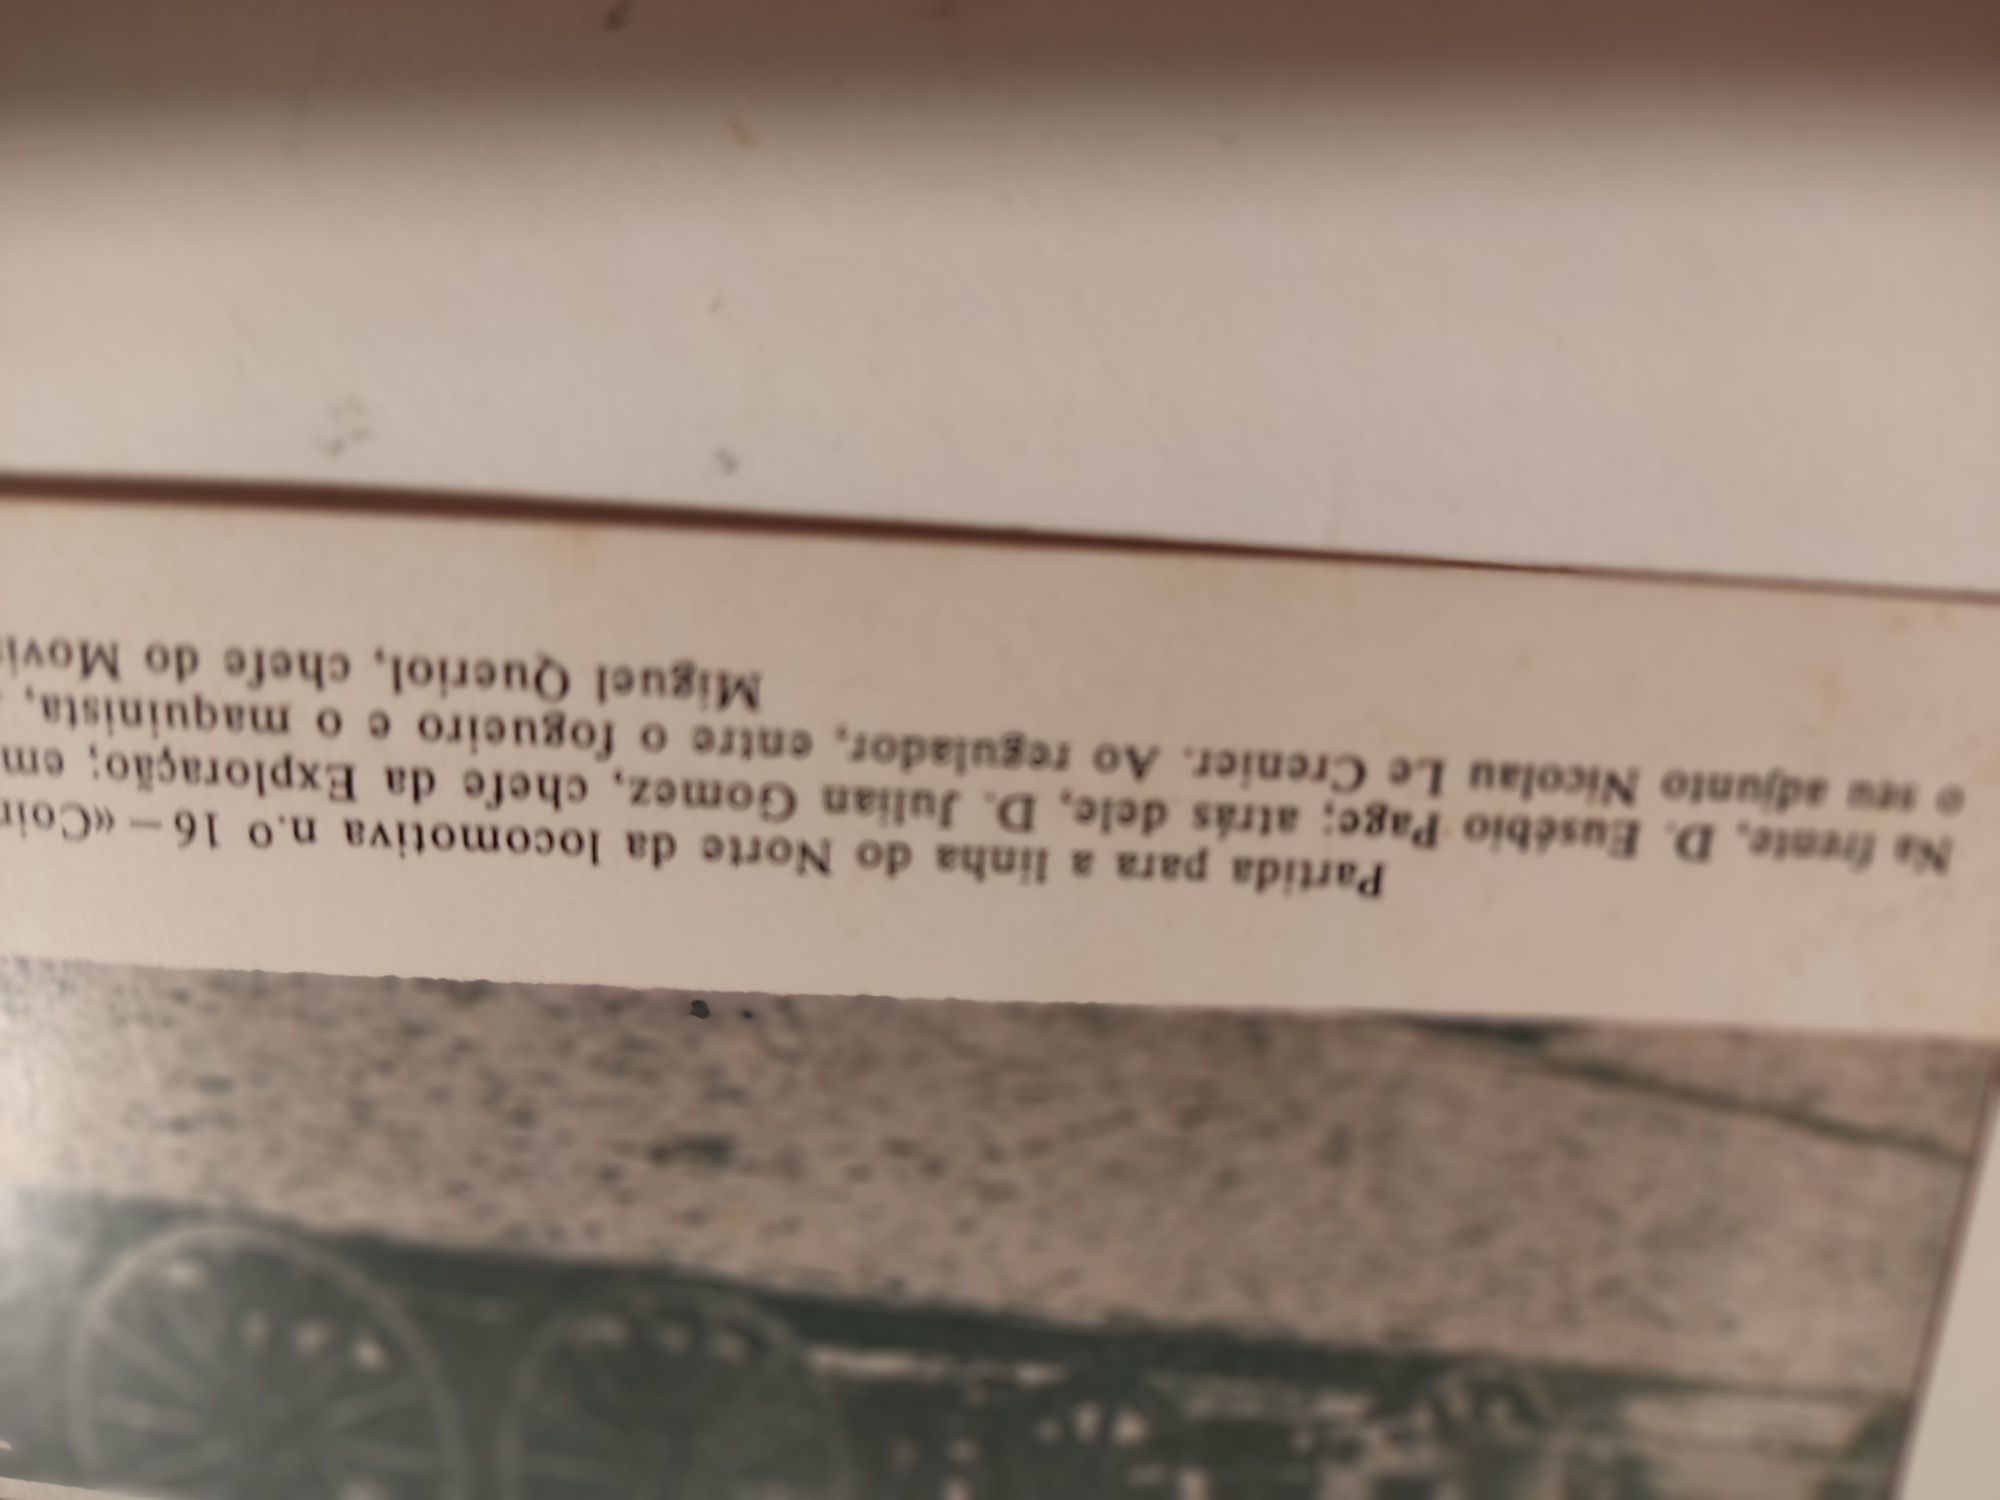 Partida para a linha do Norte da locomotiva n.o 16 – «Coi
Na frente, D. Eusébio Page; atrás dele, D. Julian Gomez, chefe da Exploração; em
o seu adjunto Nicolau Le Crenier. Ao regulador, entre o fogueiro e o maquinista,
Miguel Queriol, chefe do Movi